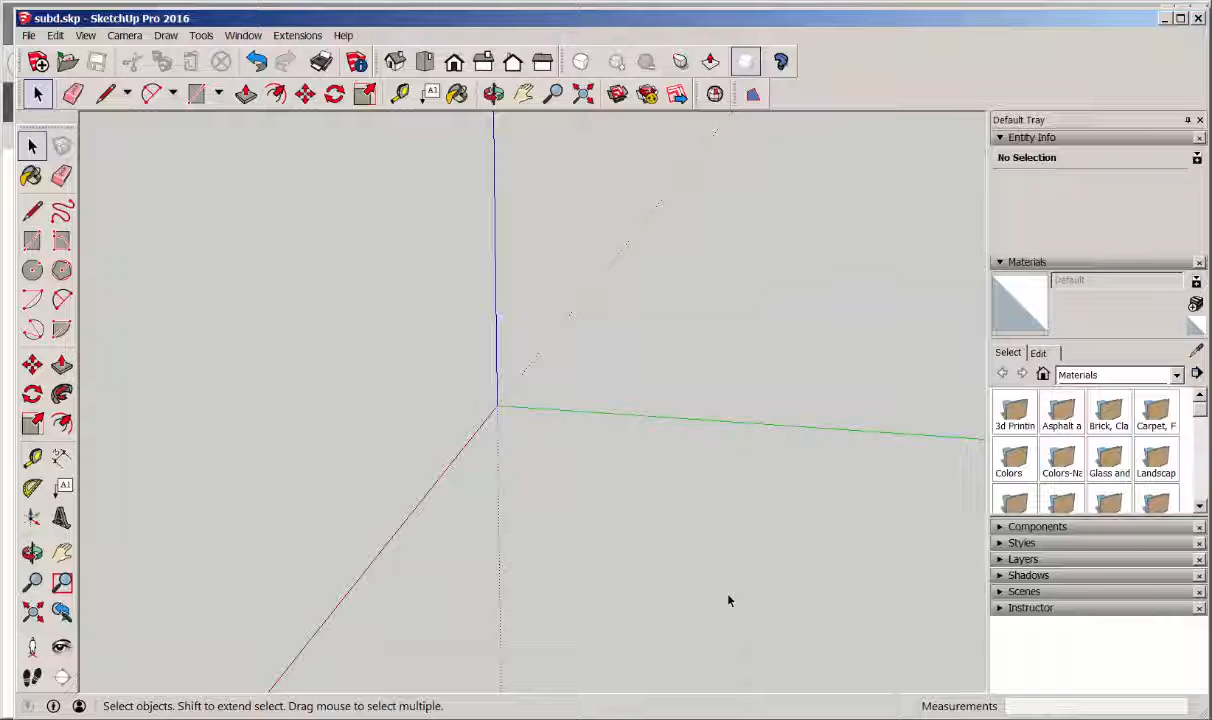 subd.skp - SketchUp Pro 2016
File Edit View Camera Draw Tools Window Extensions Help
A1
Default Tray
Entity Info
No Selection
Materials
Default
Select Edit
Materials
3d Printin Asphalt a Brick, Cla Carpet, F
Colors Colors-Na Glass and Landscap
A1
Components
Styles
Layers
Shadows
Scenes
Instructor
Select objects. Shift to extend select. Drag mouse to select multiple.
Measurements